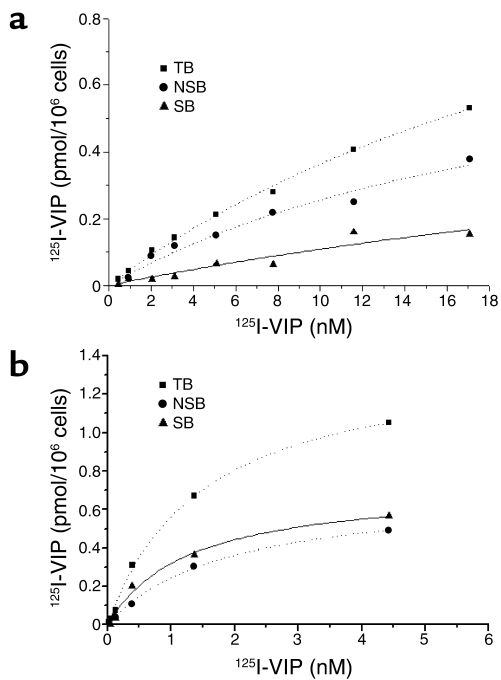 a
0.8
0.6
0.4
0.2
0
TB
NSB
SB
¹²⁵I-VIP (pmol/10⁶ cells)
0 2 4 6 8 10 12 14 16 18
¹²⁵I-VIP (nM)
b
1.4
1.2
1.0
0.8
0.6
0.4
0.2
0
TB
NSB
SB
¹²⁵I-VIP (pmol/10⁶ cells)
0 1 2 3 4 5 6
¹²⁵I-VIP (nM)